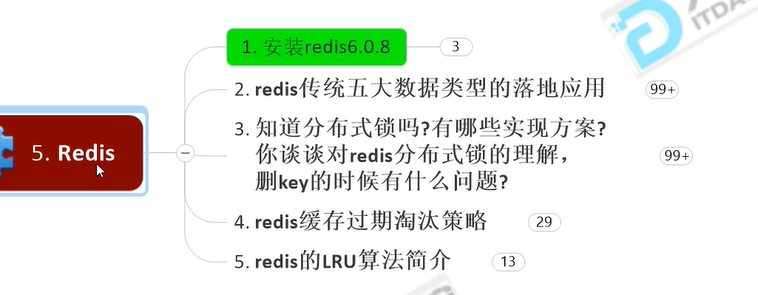 ITDA
1. 安装redis6.0.8
3
2. redis传统五大数据类型的落地应用
99+
3. 知道分布式锁吗?有哪些实现方案?
你谈谈对redis分布式锁的理解，
删key的时候有什么问题?
99+
5. Redis
4. redis缓存过期淘汰策略
29
5. redis的LRU算法简介
13